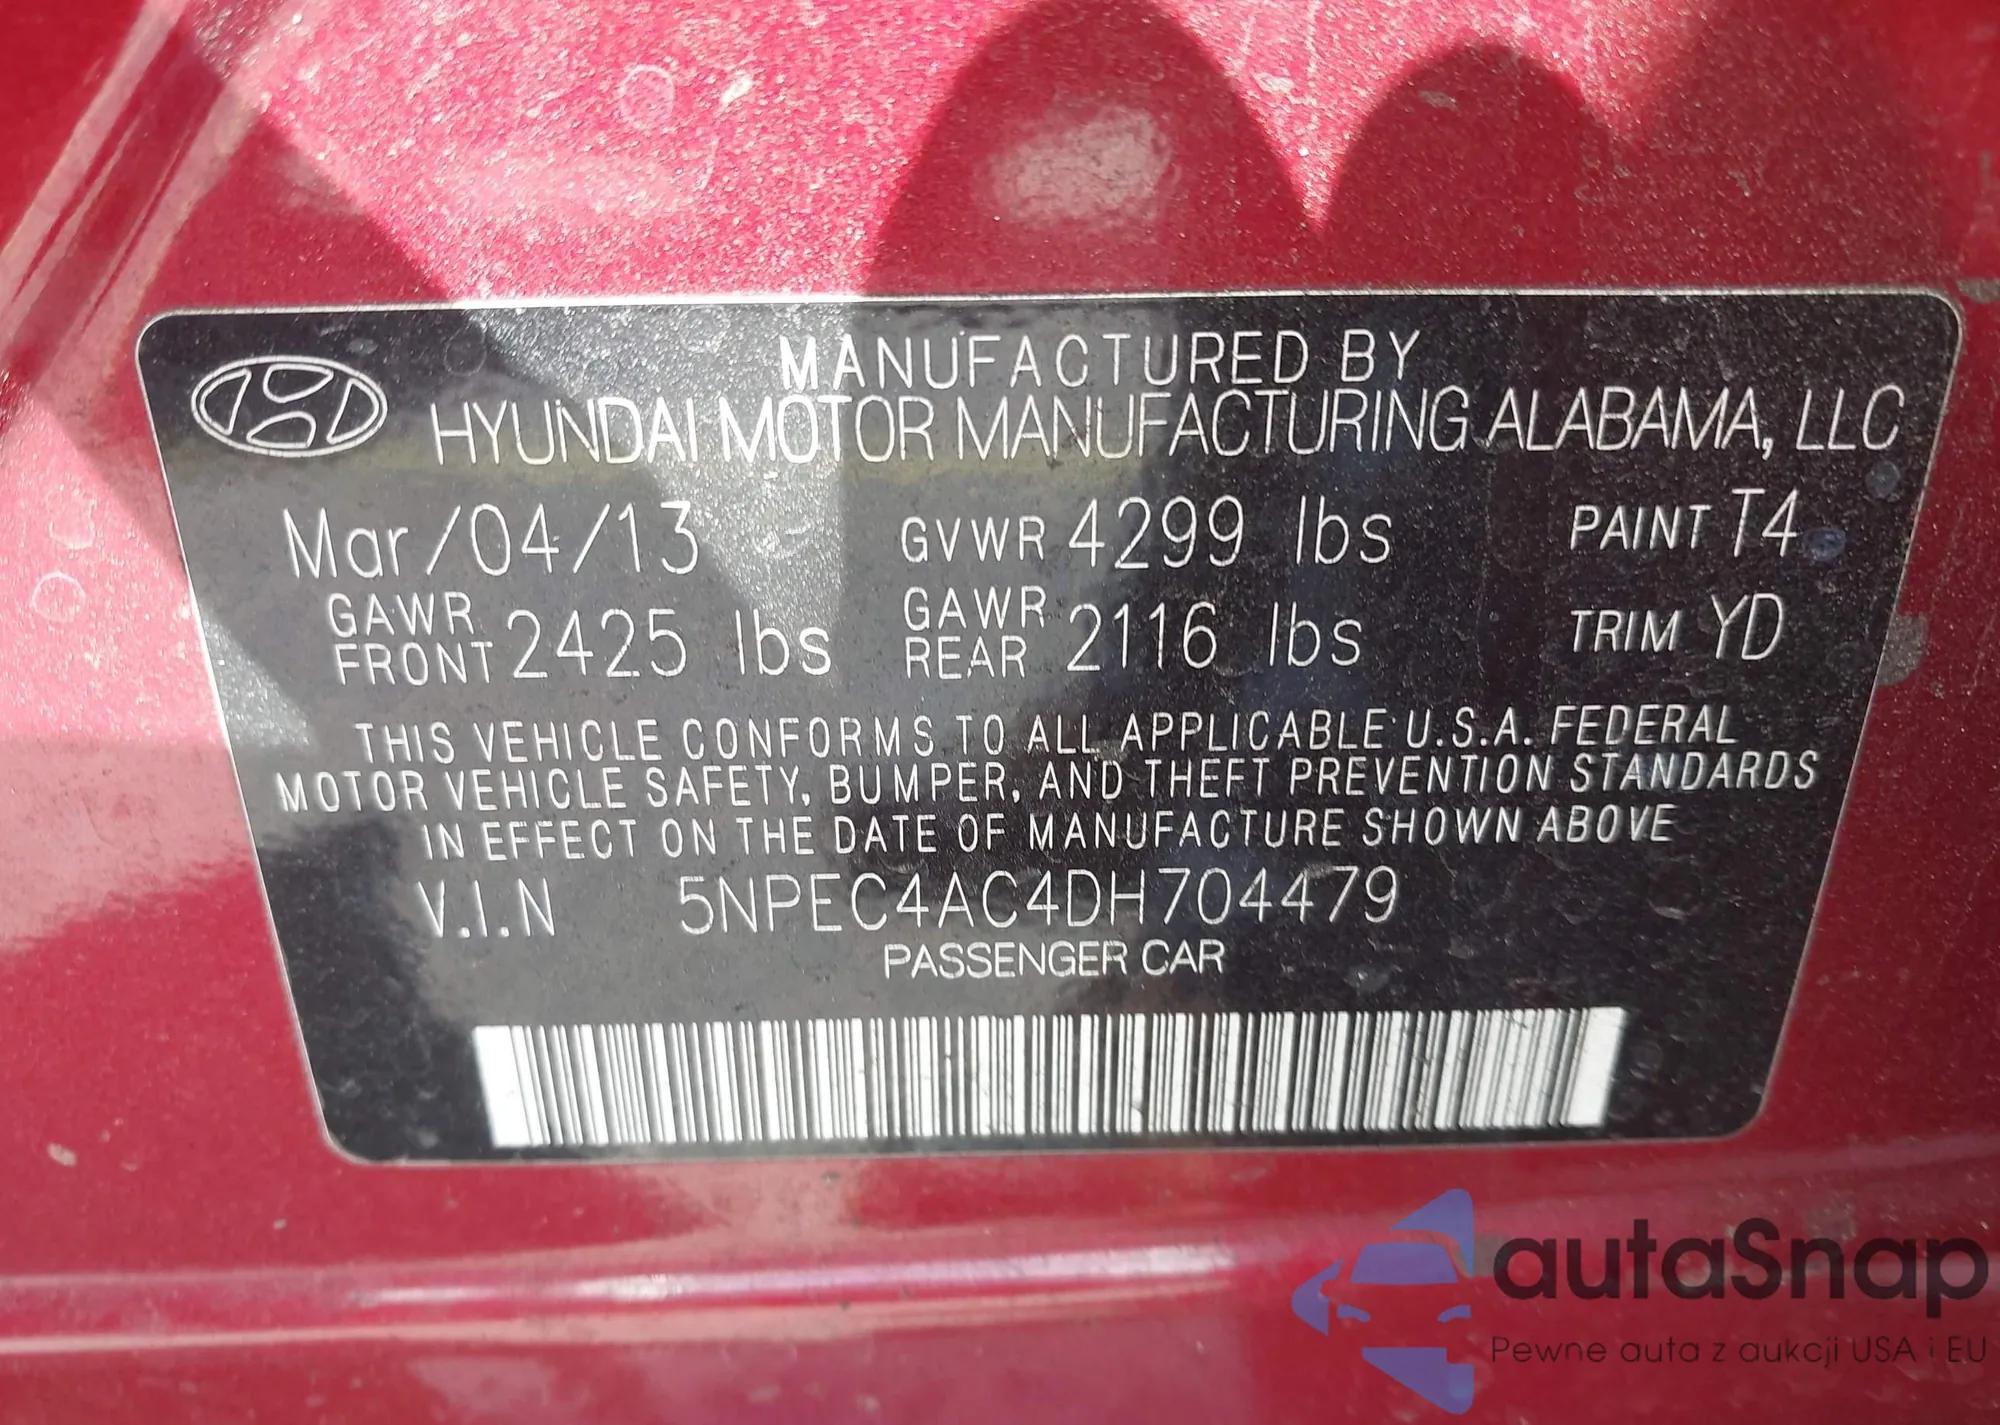 MANUFACTURED BY
HYUNDAI MOTOR MANUFACTURING ALABAMA, LLC
Mar/04/13 GVWR 4299 lbs PAINT T4
GAWR FRONT 2425 lbs GAWR REAR 2116 lbs TRIM YD
THIS VEHICLE CONFORMS TO ALL APPLICABLE U.S.A. FEDERAL
MOTOR VEHICLE SAFETY, BUMPER, AND THEFT PREVENTION STANDARDS
IN EFFECT ON THE DATE OF MANUFACTURE SHOWN ABOVE
V.I.N 5NPEC4AC4DH704479
PASSENGER CAR
autaSnap
Pewne auta z aukcji USA i EU